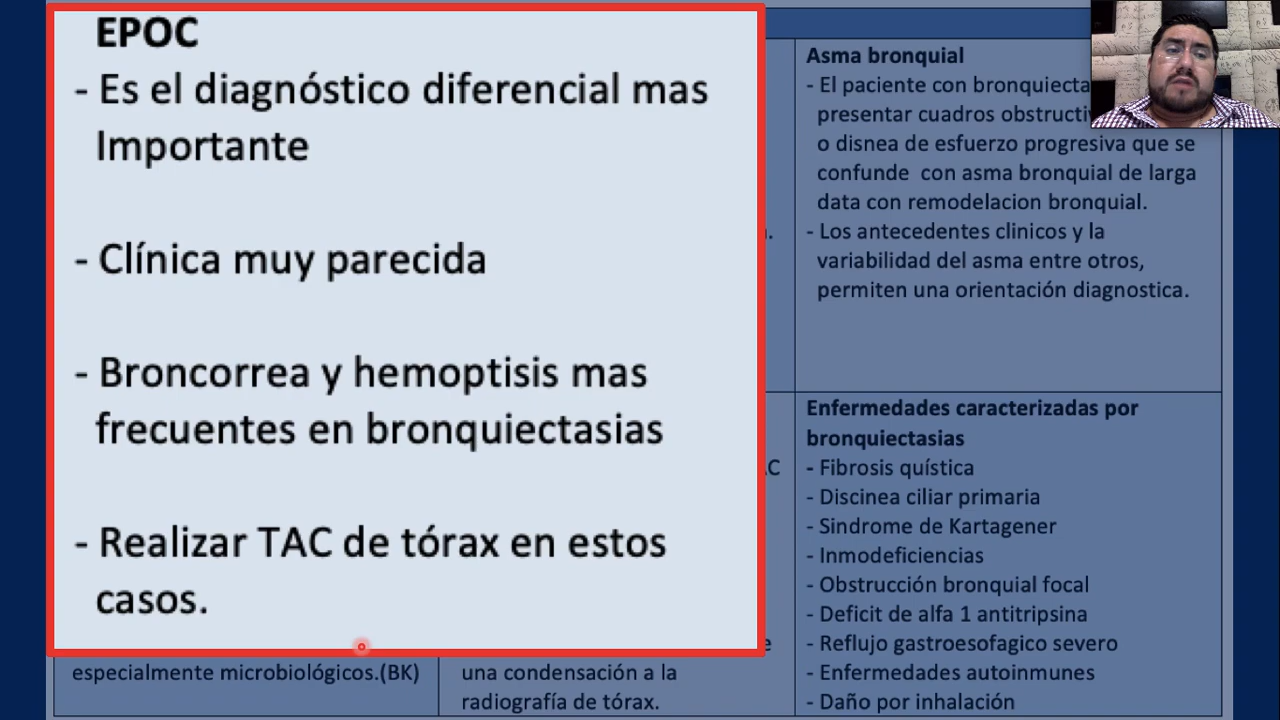 EPOC
- Es el diagnóstico diferencial mas
Importante
- Clínica muy parecida
- Broncorrea y hemoptisis mas
frecuentes en bronquiectasias
- Realizar TAC de tórax en estos
casos.
especialmente microbiológicos.(BK)
una condensación a la
radiografía de tórax.
Asma bronquial
- El paciente con
presentar cuadros
o disnea de esfuerzo progresiva que se
confunde con asma bronquial de larga
data con remodelacion bronquial.
- Los antecedentes clinicos y la
variabilidad del asma entre otros,
permiten una orientación diagnostica.
Enfermedades caracterizadas por
bronquiectasias
- Fibrosis quística
- Discinea ciliar primaria
- Sindrome de Kartagener
- Inmodeficiencias
- Obstrucción bronquial focal
- Deficit de alfa 1 antitripsina
- Reflujo gastroesofagico severo
- Enfermedades autoinmunes
- Daño por inhalación